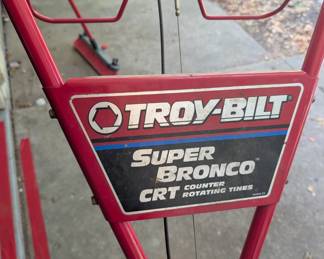 TROY-BILT
SUPER
BRONCO
CRT COUNTER
ROTATING TINES